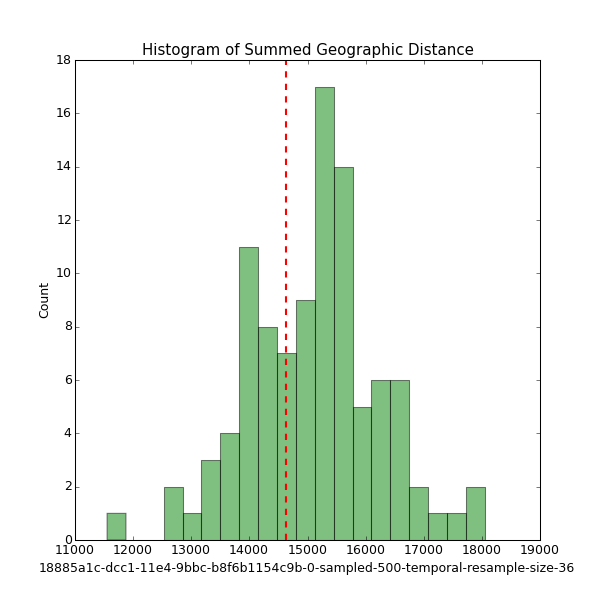 Histogram of Summed Geographic Distance
18
16
14
12
10
8
6
4
2
0
Count
11000 12000 13000 14000 15000 16000 17000 18000 19000
18885a1c-dcc1-11e4-9bbc-b8f6b1154c9b-0-sampled-500-temporal-resample-size-36